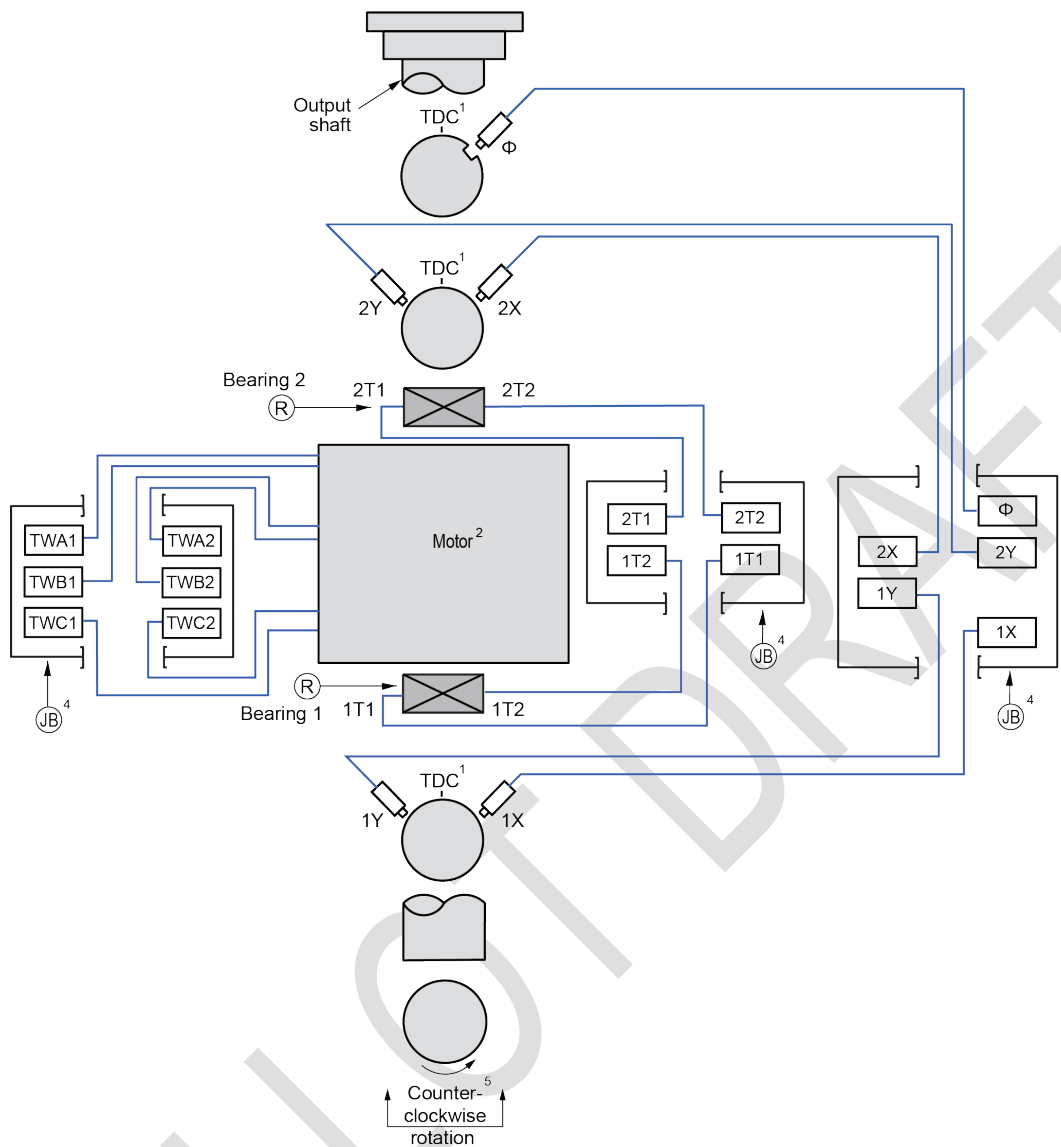 Output
shaft
TDC1
Φ
TDC1
2Y
2X
Bearing 2
R
2T1
2T2
Motor2
TWA1
TWA2
TWB1
TWB2
TWC1
TWC2
JB4
2T1
2T2
1T2
1T1
JB4
Φ
2X
2Y
1Y
1X
JB4
R
Bearing 1
1T1
1T2
TDC1
1Y
1X
Counter-5
clockwise
rotation
OT DRAFT